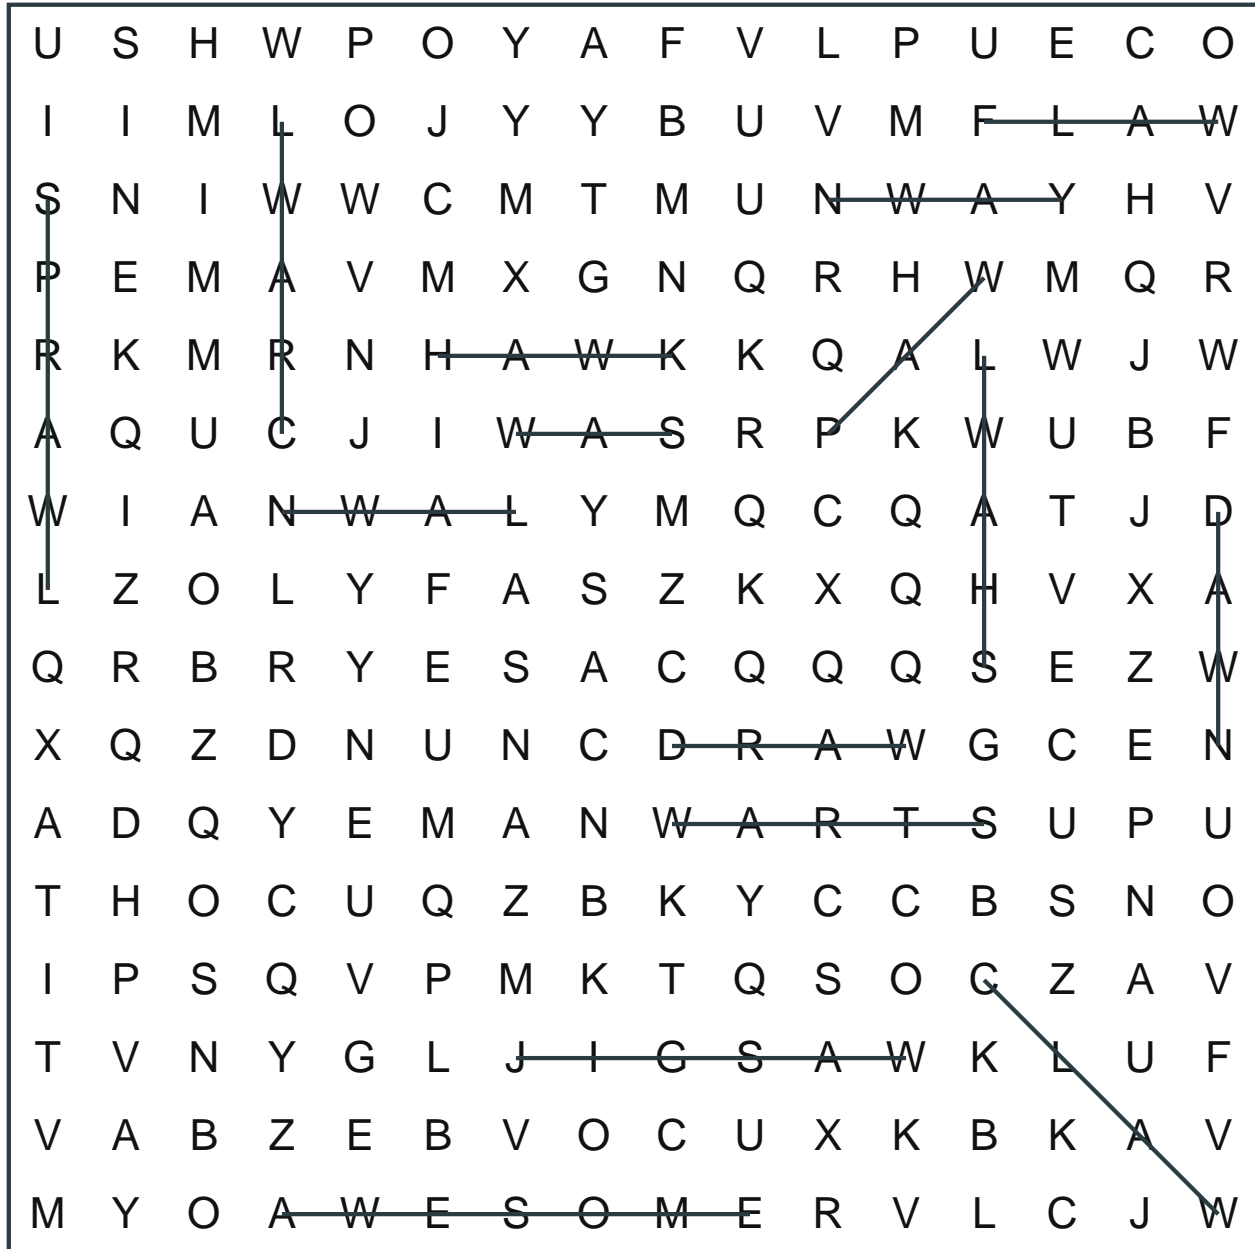 U S H W P O Y A F V L P U E C O
I I M L O J Y Y B U V M F L A W
S N I W W C M T M U N W A Y H V
P E M A V M X G N Q R H W M Q R
R K M R N H A W K K Q A L W J W
A Q U C J I W A S R P K W U B F
W I A N W A L Y M Q C Q A T J D
L Z O L Y F A S Z K X Q H V X A
Q R B R Y E S A C Q Q Q S E Z W
X Q Z D N U N C D R A W G C E N
A D Q Y E M A N W A R T S U P U
T H O C U Q Z B K Y C C B S N O
I P S Q V P M K T Q S O C Z A V
T V N Y G L J I G S A W K L U F
V A B Z E B V O C U X K B K A V
M Y O A W E S O M E R V L C J W